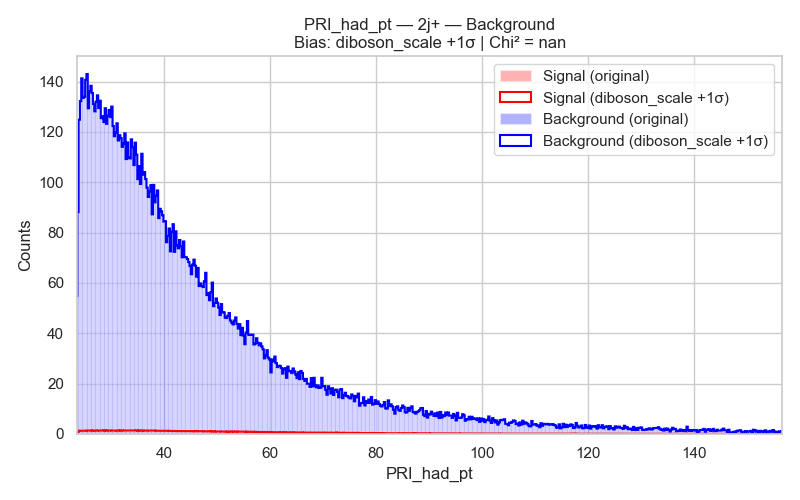 PRI_had_pt — 2j+ — Background
Bias: diboson_scale +1σ | Chi² = nan
Signal (original)
Signal (diboson_scale +1σ)
Background (original)
Background (diboson_scale +1σ)
Counts
140
120
100
80
60
40
20
0
40
60
80
100
120
140
PRI_had_pt